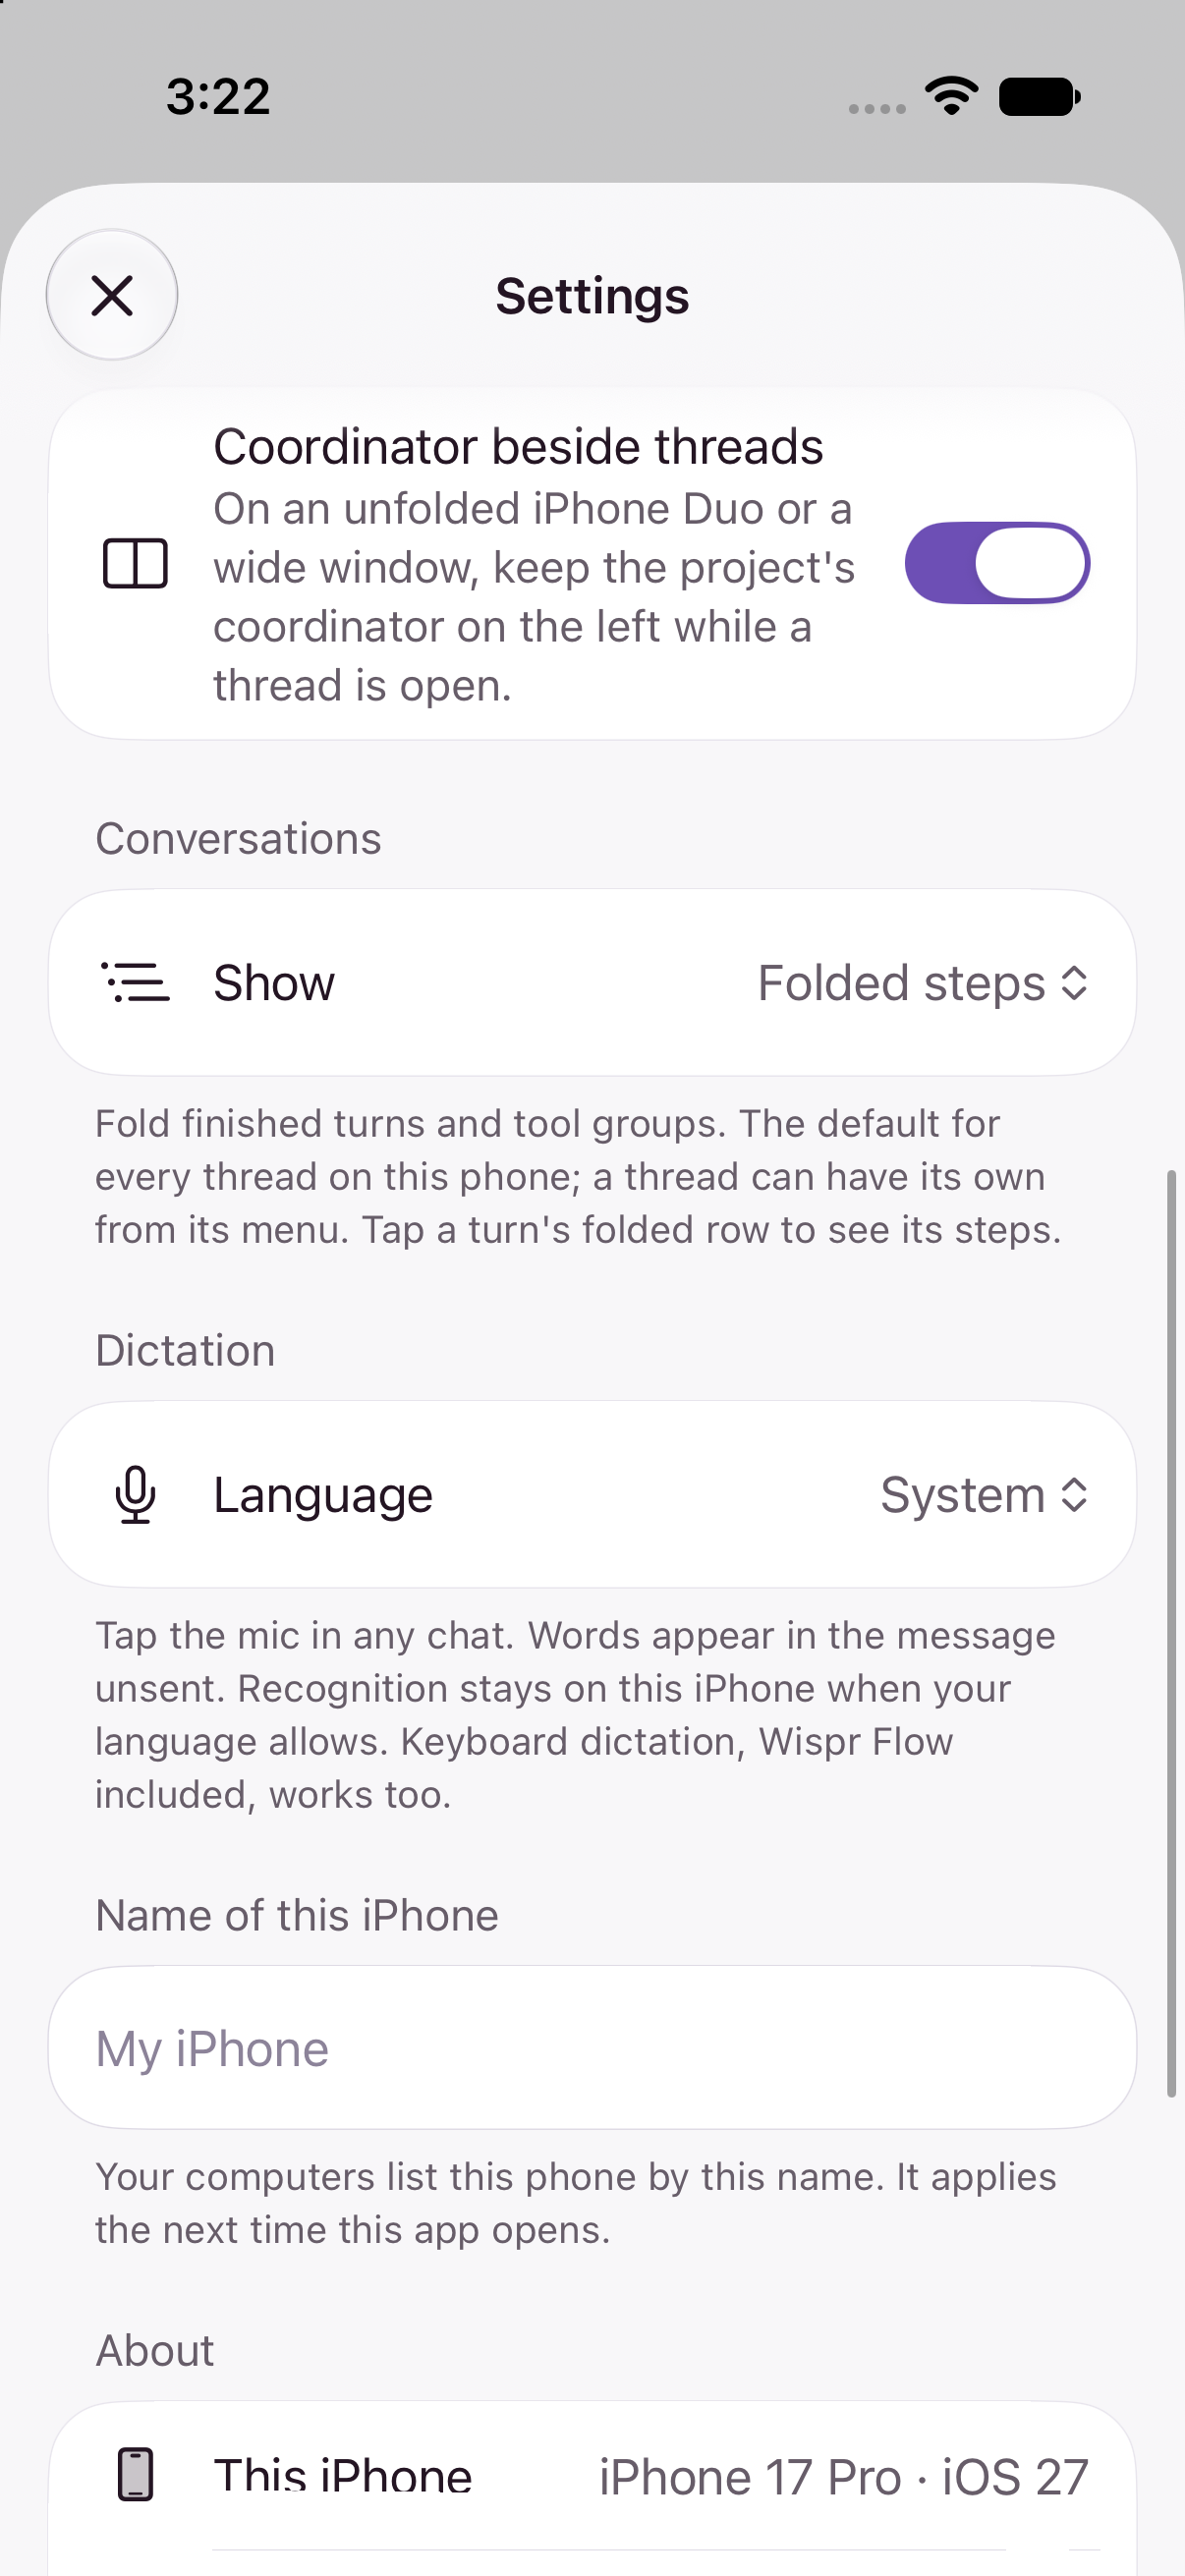 3:22
Settings
Coordinator beside threads
On an unfolded iPhone Duo or a
wide window, keep the project's
coordinator on the left while a
thread is open.
Conversations
Show
Folded steps
Fold finished turns and tool groups. The default for
every thread on this phone; a thread can have its own
from its menu. Tap a turn's folded row to see its steps.
Dictation
Language
System
Tap the mic in any chat. Words appear in the message
unsent. Recognition stays on this iPhone when your
language allows. Keyboard dictation, Wispr Flow
included, works too.
Name of this iPhone
My iPhone
Your computers list this phone by this name. It applies
the next time this app opens.
About
This iPhone
iPhone 17 Pro · iOS 27